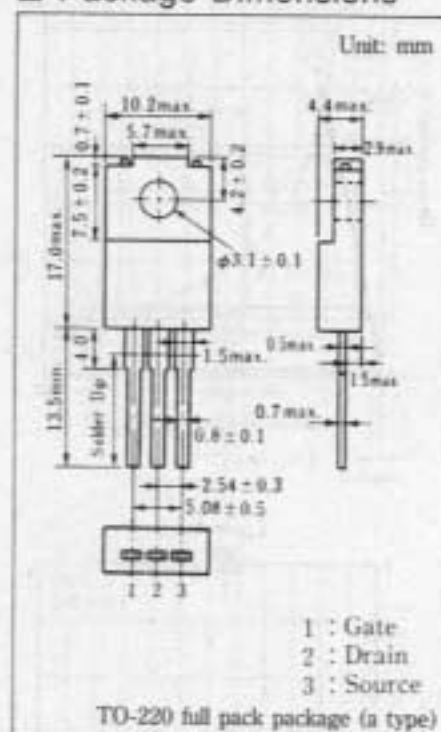 ■ Package Dimensions
Unit: mm
10.2max.
5.7max.
0.7±0.1
4.2±0.2
7.5±0.2
17.0max.
φ3.1±0.1
4.4max.
2.9max
4.0
13.5min.
Solder Dip
1.5max.
0.8±0.1
2.54±0.3
5.08±0.5
0.5max
1.5max.
0.7max.
1 2 3
1 : Gate
2 : Drain
3 : Source
TO-220 full pack package (a type)